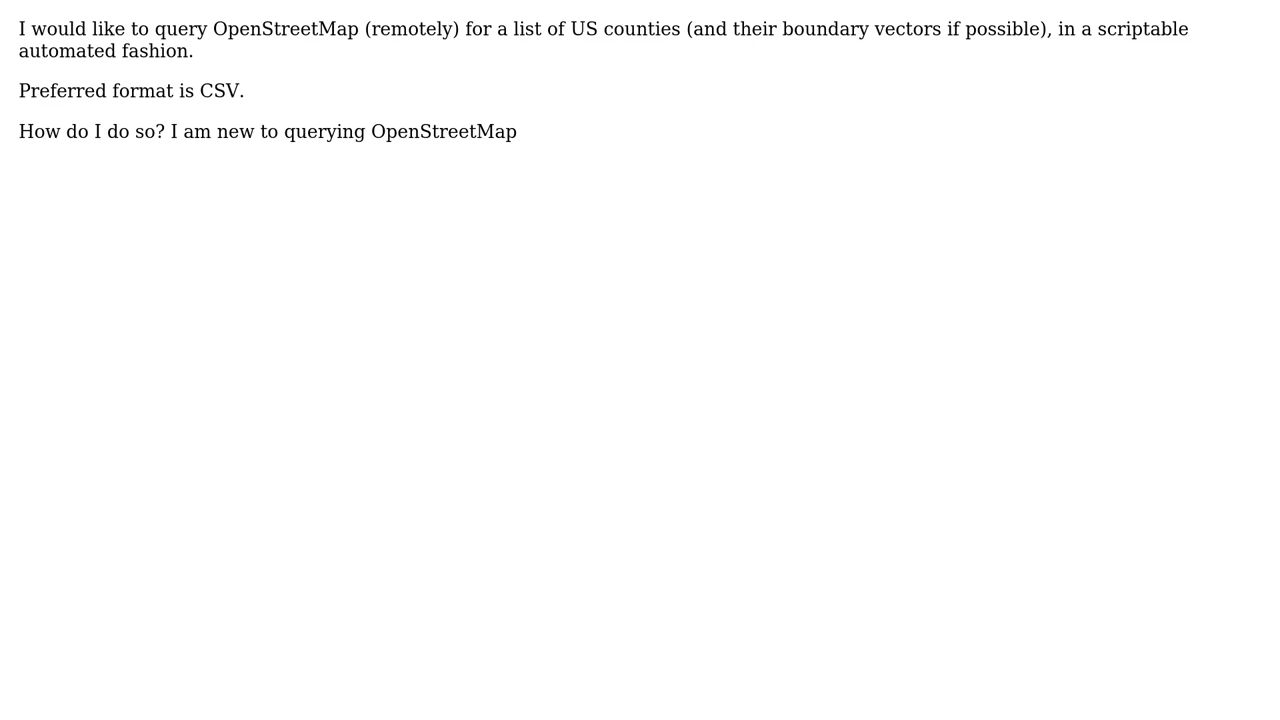 I would like to query OpenStreetMap (remotely) for a list of US counties (and their boundary vectors if possible), in a scriptable
automated fashion.
Preferred format is CSV.
How do I do so? I am new to querying OpenStreetMap